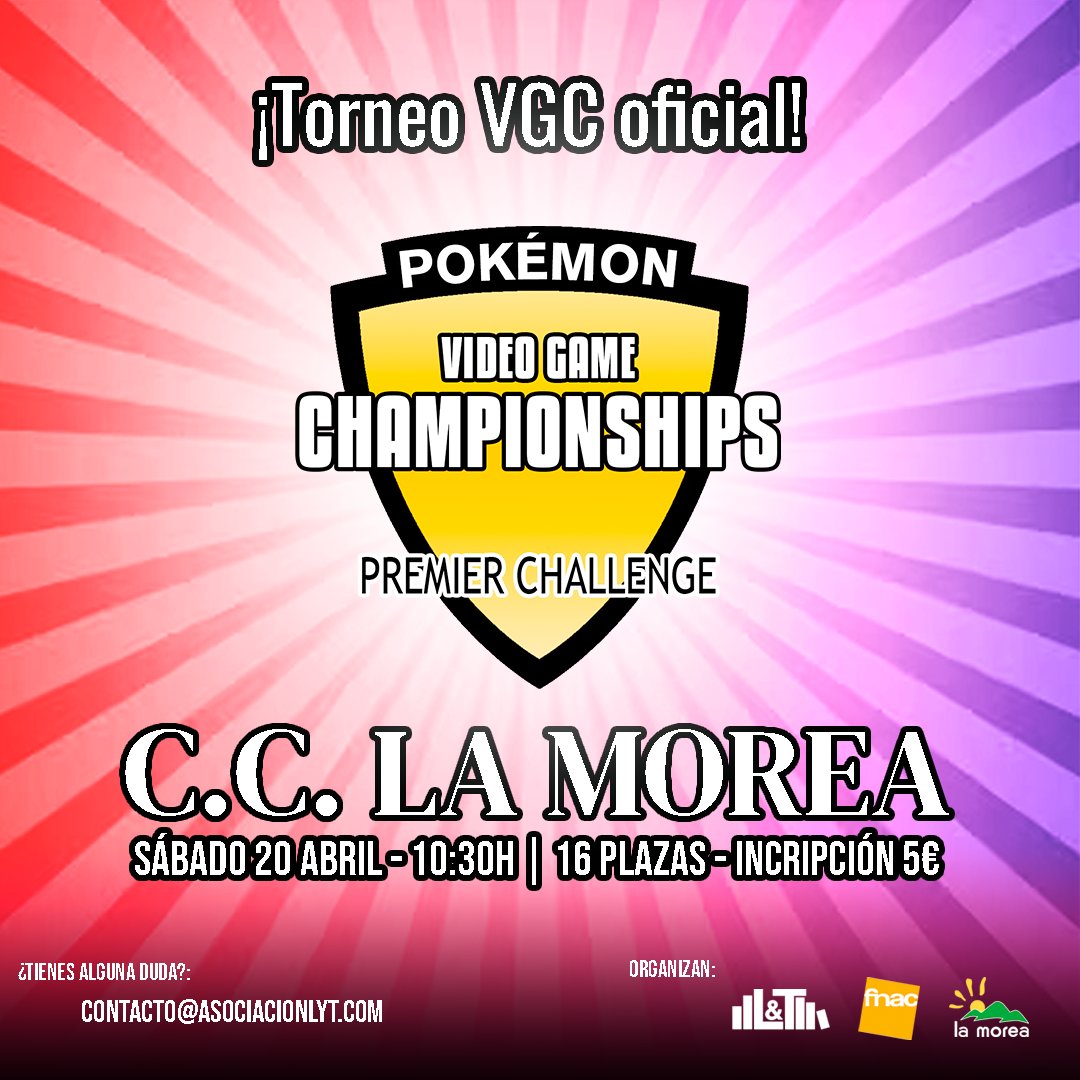 ¡Torneo VGC oficial!
POKÉMON
VIDEO GAME
CHAMPIONSHIPS
PREMIER CHALLENGE
C.C. LA MOREA
SÁBADO 20 ABRIL - 10:30H | 16 PLAZAS - INCRIPCIÓN 5€
¿TIENES ALGUNA DUDA?:
CONTACTO@ASOCIACIONLYT.COM
ORGANIZAN:
L&T
fnac
la morea